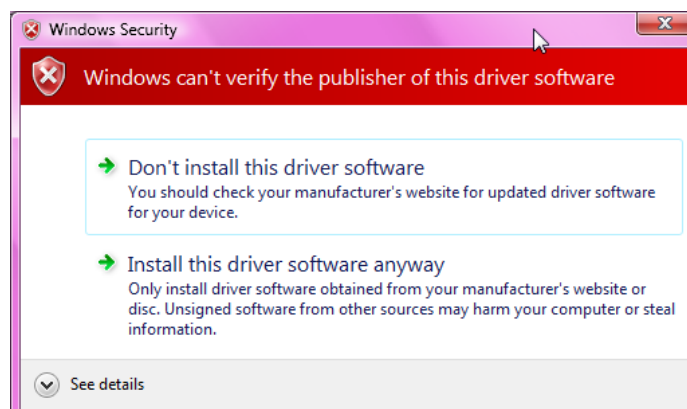 Windows Security
Windows can't verify the publisher of this driver software
Don't install this driver software
You should check your manufacturer's website for updated driver software
for your device.
Install this driver software anyway
Only install driver software obtained from your manufacturer's website or
disc. Unsigned software from other sources may harm your computer or steal
information.
See details